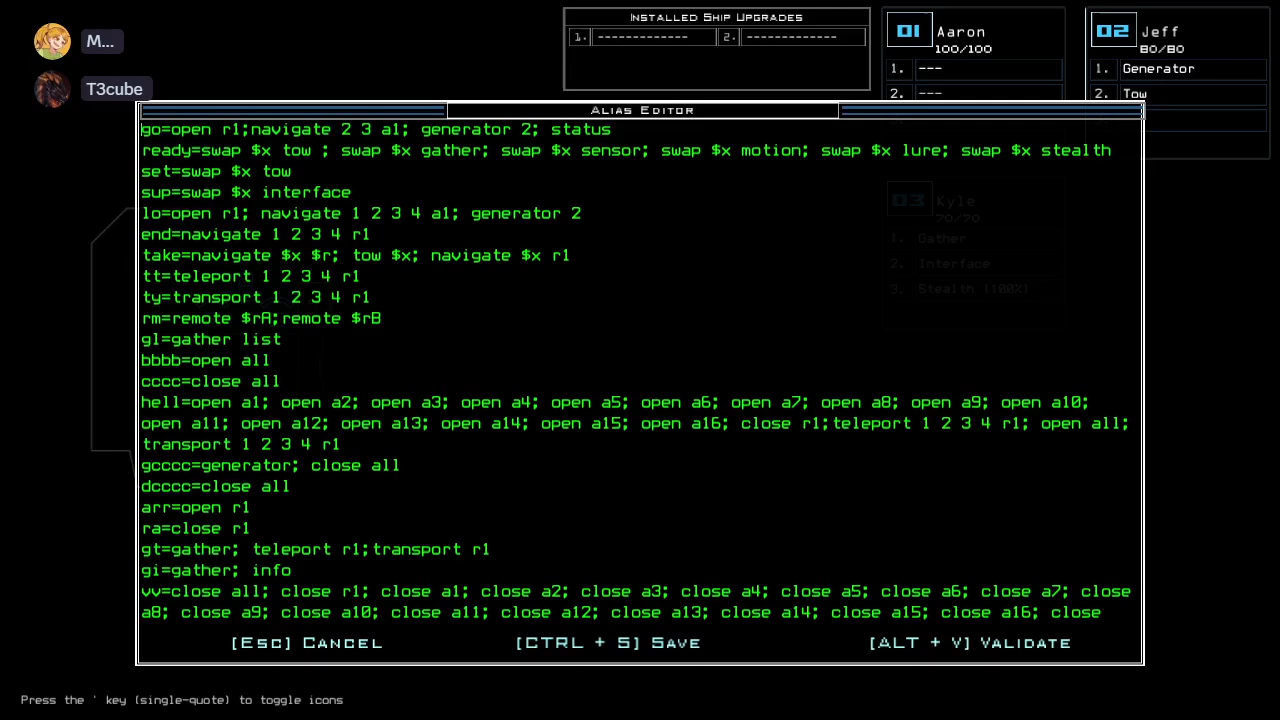 M...
T3cube
Installed Ship Upgrades
1. ------------- 2. -------------
01 Aaron
100/100
1. ---
2. ---
02 Jeff
80/80
1. Generator
2. Tow
Alias Editor
go=open r1;navigate 2 3 a1; generator 2; status
ready=swap $x tow ; swap $x gather; swap $x sensor; swap $x motion; swap $x lure; swap $x stealth
set=swap $x tow
sup=swap $x interface
lo=open r1; navigate 1 2 3 4 a1; generator 2
end=navigate 1 2 3 4 r1
take=navigate $x $r; tow $x; navigate $x r1
tt=teleport 1 2 3 4 r1
ty=transport 1 2 3 4 r1
rm=remote $rA;remote $rB
gl=gather list
bbbb=open all
cccc=close all
hell=open a1; open a2; open a3; open a4; open a5; open a6; open a7; open a8; open a9; open a10;
open a11; open a12; open a13; open a14; open a15; open a16; close r1;teleport 1 2 3 4 r1; open all;
transport 1 2 3 4 r1
gcccc=generator; close all
dcccc=close all
arr=open r1
ra=close r1
gt=gather; teleport r1;transport r1
gi=gather; info
vv=close all; close r1; close a1; close a2; close a3; close a4; close a5; close a6; close a7; close
a8; close a9; close a10; close a11; close a12; close a13; close a14; close a15; close a16; close
03 Kyle
70/70
1. Gather
2. Interface
3. Stealth (100%)
[Esc] Cancel [CTRL + S] Save [ALT + V] Validate
Press the ' key (single-quote) to toggle icons